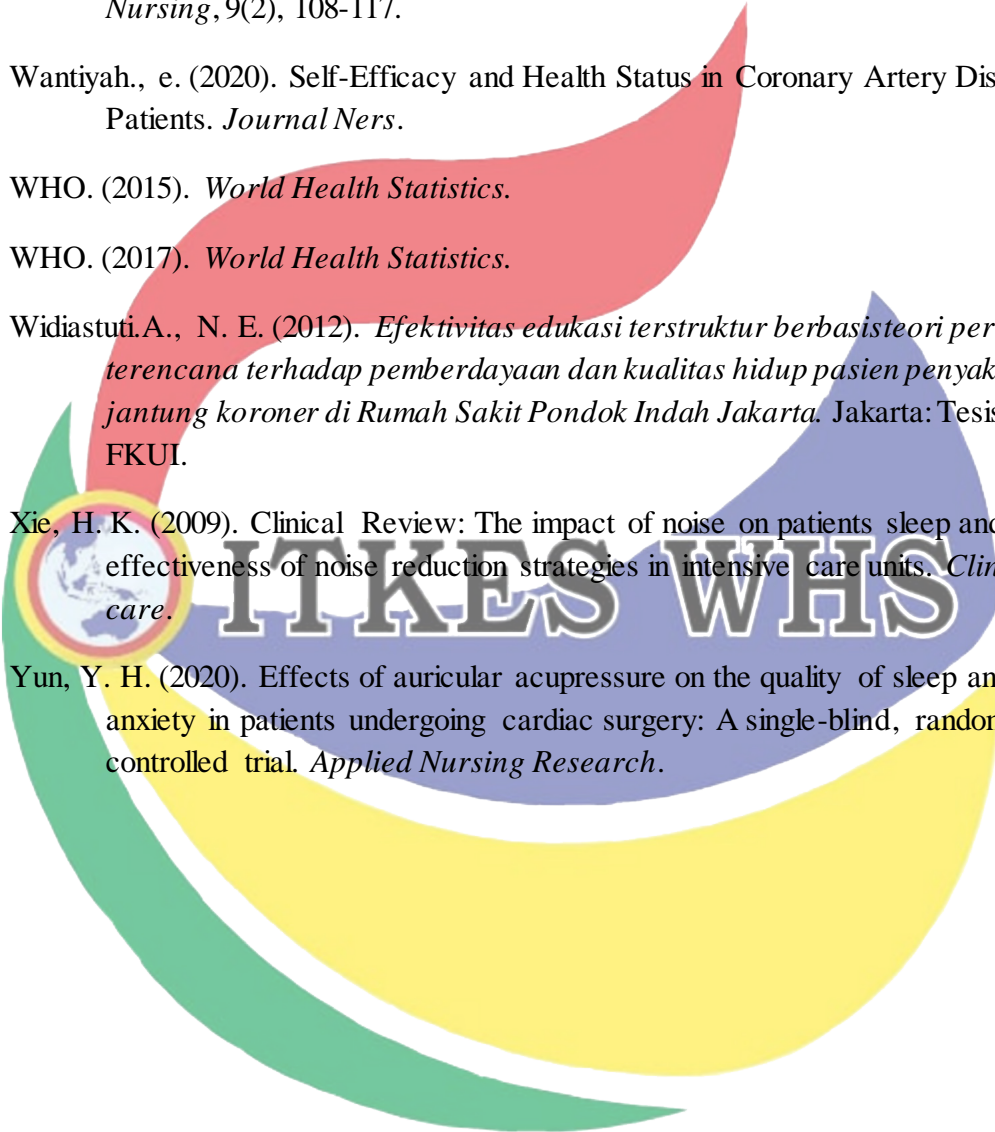 Nursing, 9(2), 108-117.
Wantiyah., e. (2020). Self-Efficacy and Health Status in Coronary Artery Dis
Patients. Journal Ners.
WHO. (2015). World Health Statistics.
WHO. (2017). World Health Statistics.
Widiastuti.A., N. E. (2012). Efektivitas edukasi terstruktur berbasisteori per
terencana terhadap pemberdayaan dan kualitas hidup pasien penyak
jantung koroner di Rumah Sakit Pondok Indah Jakarta. Jakarta: Tesis
FKUI.
Xie, H. K. (2009). Clinical Review: The impact of noise on patients sleep and
effectiveness of noise reduction strategies in intensive care units. Clin
care.
ITKES WHS
Yun, Y. H. (2020). Effects of auricular acupressure on the quality of sleep an
anxiety in patients undergoing cardiac surgery: A single-blind, random
controlled trial. Applied Nursing Research.